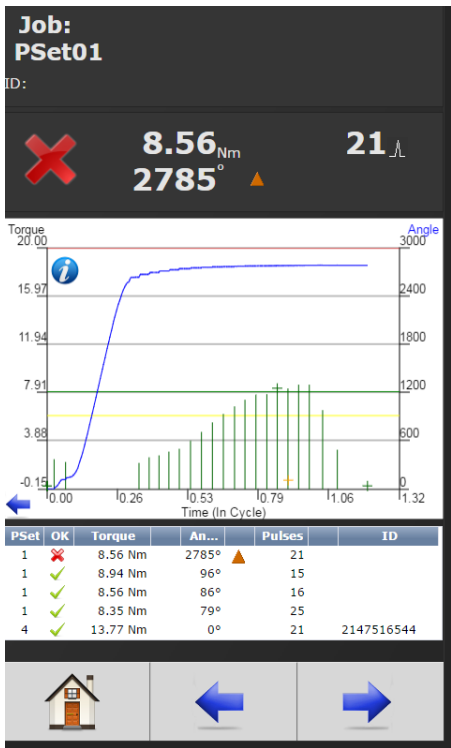 Job:
PSet01
ID:
8.56 Nm 21
2785°
Torque Angle
20.00 3000
15.97 2400
11.94 1800
7.91 1200
3.88 600
-0.15 0
0.00 0.26 0.53 0.79 1.06 1.32
Time (In Cycle)
PSet OK Torque An... Pulses ID
1 8.56 Nm 2785° 21
1 8.94 Nm 96° 15
1 8.56 Nm 86° 16
1 8.35 Nm 79° 25
4 13.77 Nm 0° 21 2147516544